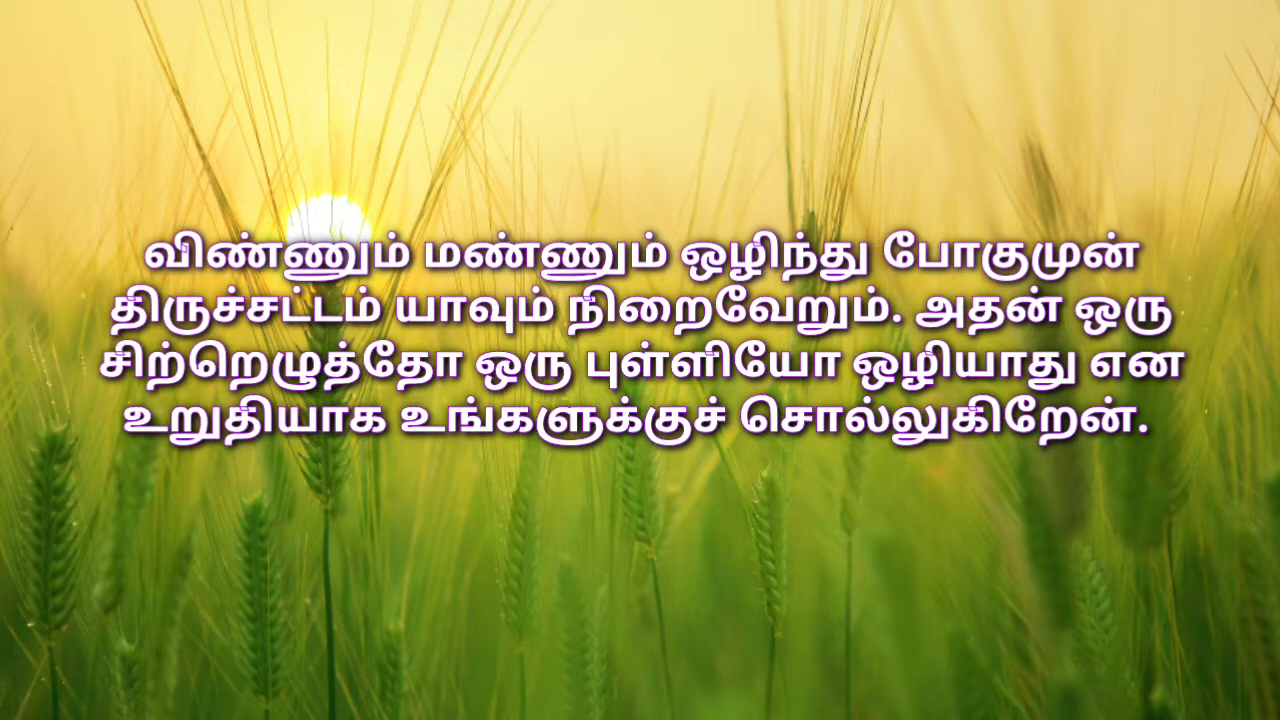 விண்ணும் மண்ணும் ஒழிந்து போகுமுன்
திருச்சட்டம் யாவும் நிறைவேறும். அதன் ஒரு
சிற்றெழுத்தோ ஒரு புள்ளியோ ஒழியாது என
உறுதியாக உங்களுக்குச் சொல்லுகிறேன்.